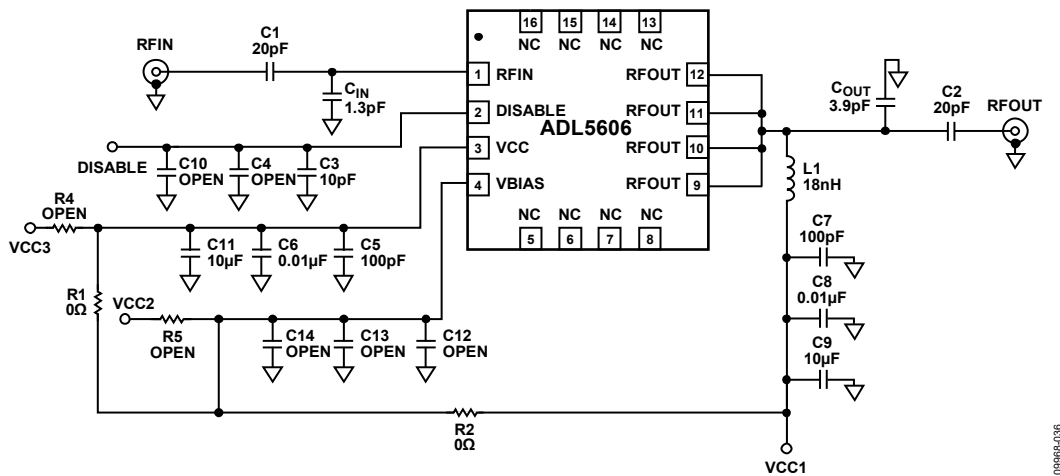 16 15 14 13
NC NC NC NC
RFIN
C1
20pF
1 RFIN
CIN
1.3pF
2 DISABLE
ADL5606
3 VCC
4 VBIAS
RFOUT 12
RFOUT 11
RFOUT 10
RFOUT 9
NC NC NC NC
5 6 7 8
COUT
3.9pF
C2
20pF
RFOUT
L1
18nH
DISABLE
C10
OPEN
C4
OPEN
C3
10pF
R4
OPEN
VCC3
C11
10µF
C6
0.01µF
C5
100pF
C7
100pF
C8
0.01µF
C9
10µF
R1
0Ω
VCC2
R5
OPEN
C14
OPEN
C13
OPEN
C12
OPEN
R2
0Ω
VCC1
09968-036